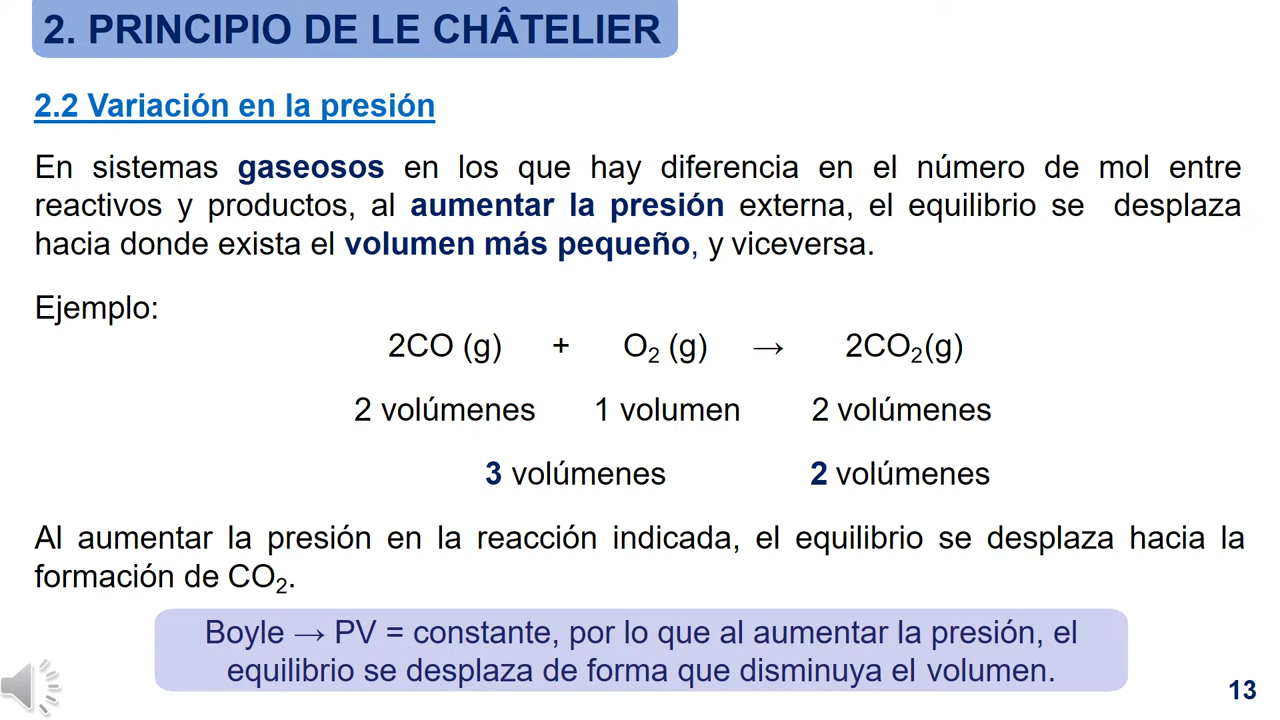 2. PRINCIPIO DE LE CHÂTELIER
2.2 Variación en la presión
En sistemas gaseosos en los que hay diferencia en el número de mol entre
reactivos y productos, al aumentar la presión externa, el equilibrio se desplaza
hacia donde exista el volumen más pequeño, y viceversa.
Ejemplo:
2CO (g) + O₂ (g) → 2CO₂(g)
2 volúmenes 1 volumen 2 volúmenes
3 volúmenes 2 volúmenes
Al aumentar la presión en la reacción indicada, el equilibrio se desplaza hacia la
formación de CO₂.
Boyle → PV = constante, por lo que al aumentar la presión, el
equilibrio se desplaza de forma que disminuya el volumen.
13